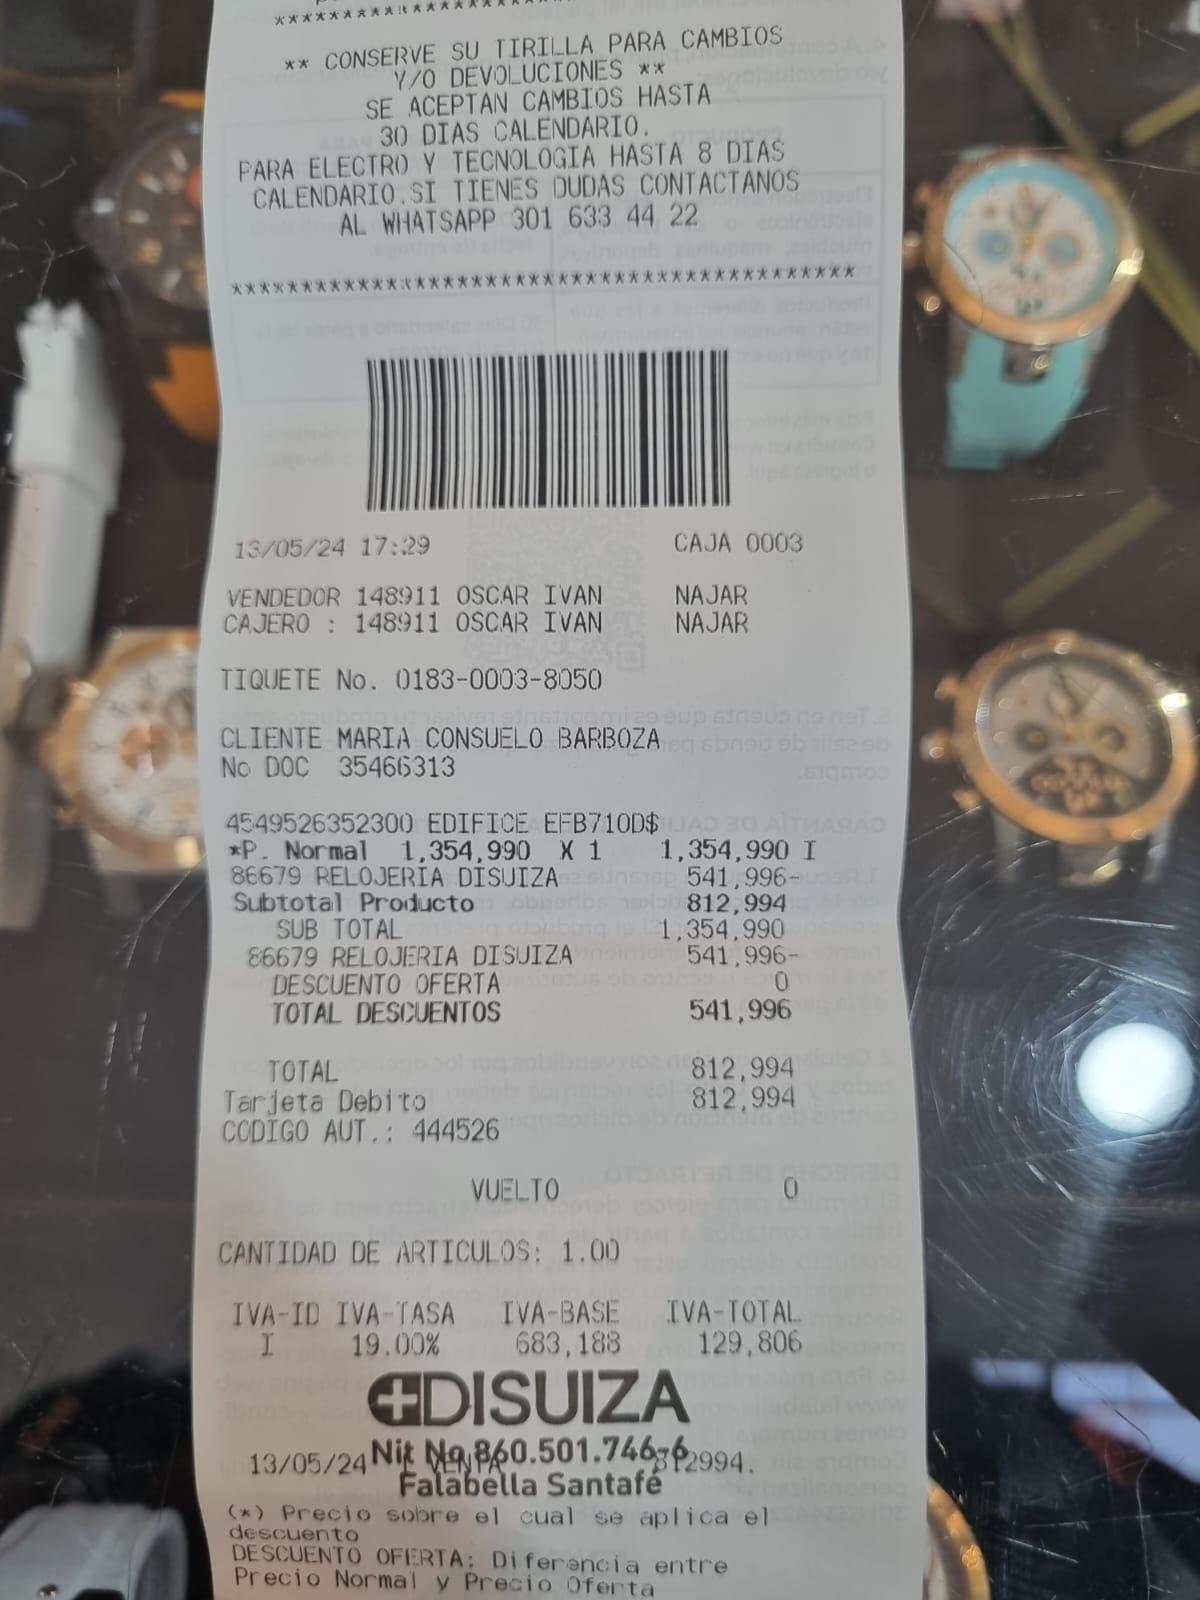 ** CONSERVE SU TIRILLA PARA CAMBIOS
Y/O DEVOLUCIONES **
SE ACEPTAN CAMBIOS HASTA
30 DIAS CALENDARIO.
PARA ELECTRO Y TECNOLOGIA HASTA 8 DIAS
CALENDARIO.SI TIENES DUDAS CONTACTANOS
AL WHATSAPP 301 633 44 22
*********************************************
13/05/24 17:29 CAJA 0003
VENDEDOR 148911 OSCAR IVAN NAJAR
CAJERO : 148911 OSCAR IVAN NAJAR
TIQUETE No. 0183-0003-8050
CLIENTE MARIA CONSUELO BARBOZA
No DOC 35466313
4549526352300 EDIFICE EFB710D$
*P. Normal 1,354,990 X 1 1,354,990 I
86679 RELOJERIA DISUIZA 541,996-
Subtotal Producto 812,994
SUB TOTAL 1,354,990
86679 RELOJERIA DISUIZA 541,996-
DESCUENTO OFERTA 0
TOTAL DESCUENTOS 541,996
TOTAL 812,994
Tarjeta Debito 812,994
CODIGO AUT.: 444526
VUELTO 0
CANTIDAD DE ARTICULOS: 1.00
IVA-ID IVA-TASA IVA-BASE IVA-TOTAL
I 19.00% 683,188 129,806
DISUIZA
Nit No 860.501.746-6
13/05/24 VENTA 812994.
Falabella Santafé
(*) Precio sobre el cual se aplica el
descuento
DESCUENTO OFERTA: Diferencia entre
Precio Normal y Precio Oferta